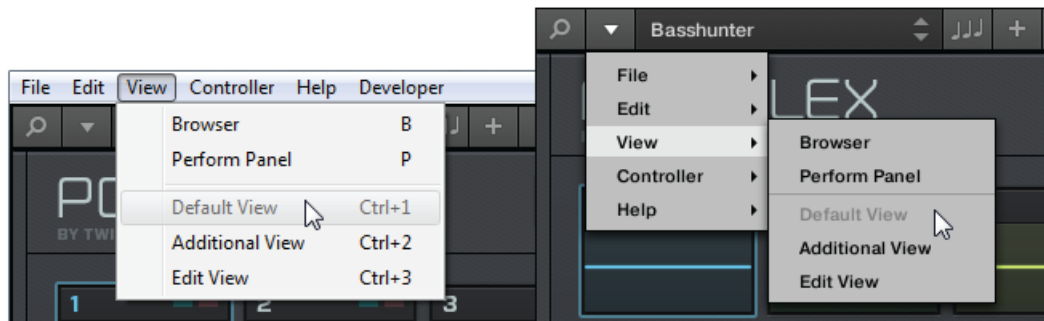 File Edit View Controller Help Developer
Browser B
Perform Panel P
Default View Ctrl+1
Additional View Ctrl+2
Edit View Ctrl+3
BY TWI
1 2 3
Basshunter
File
Edit
View
Controller
Help
LEX
Browser
Perform Panel
Default View
Additional View
Edit View